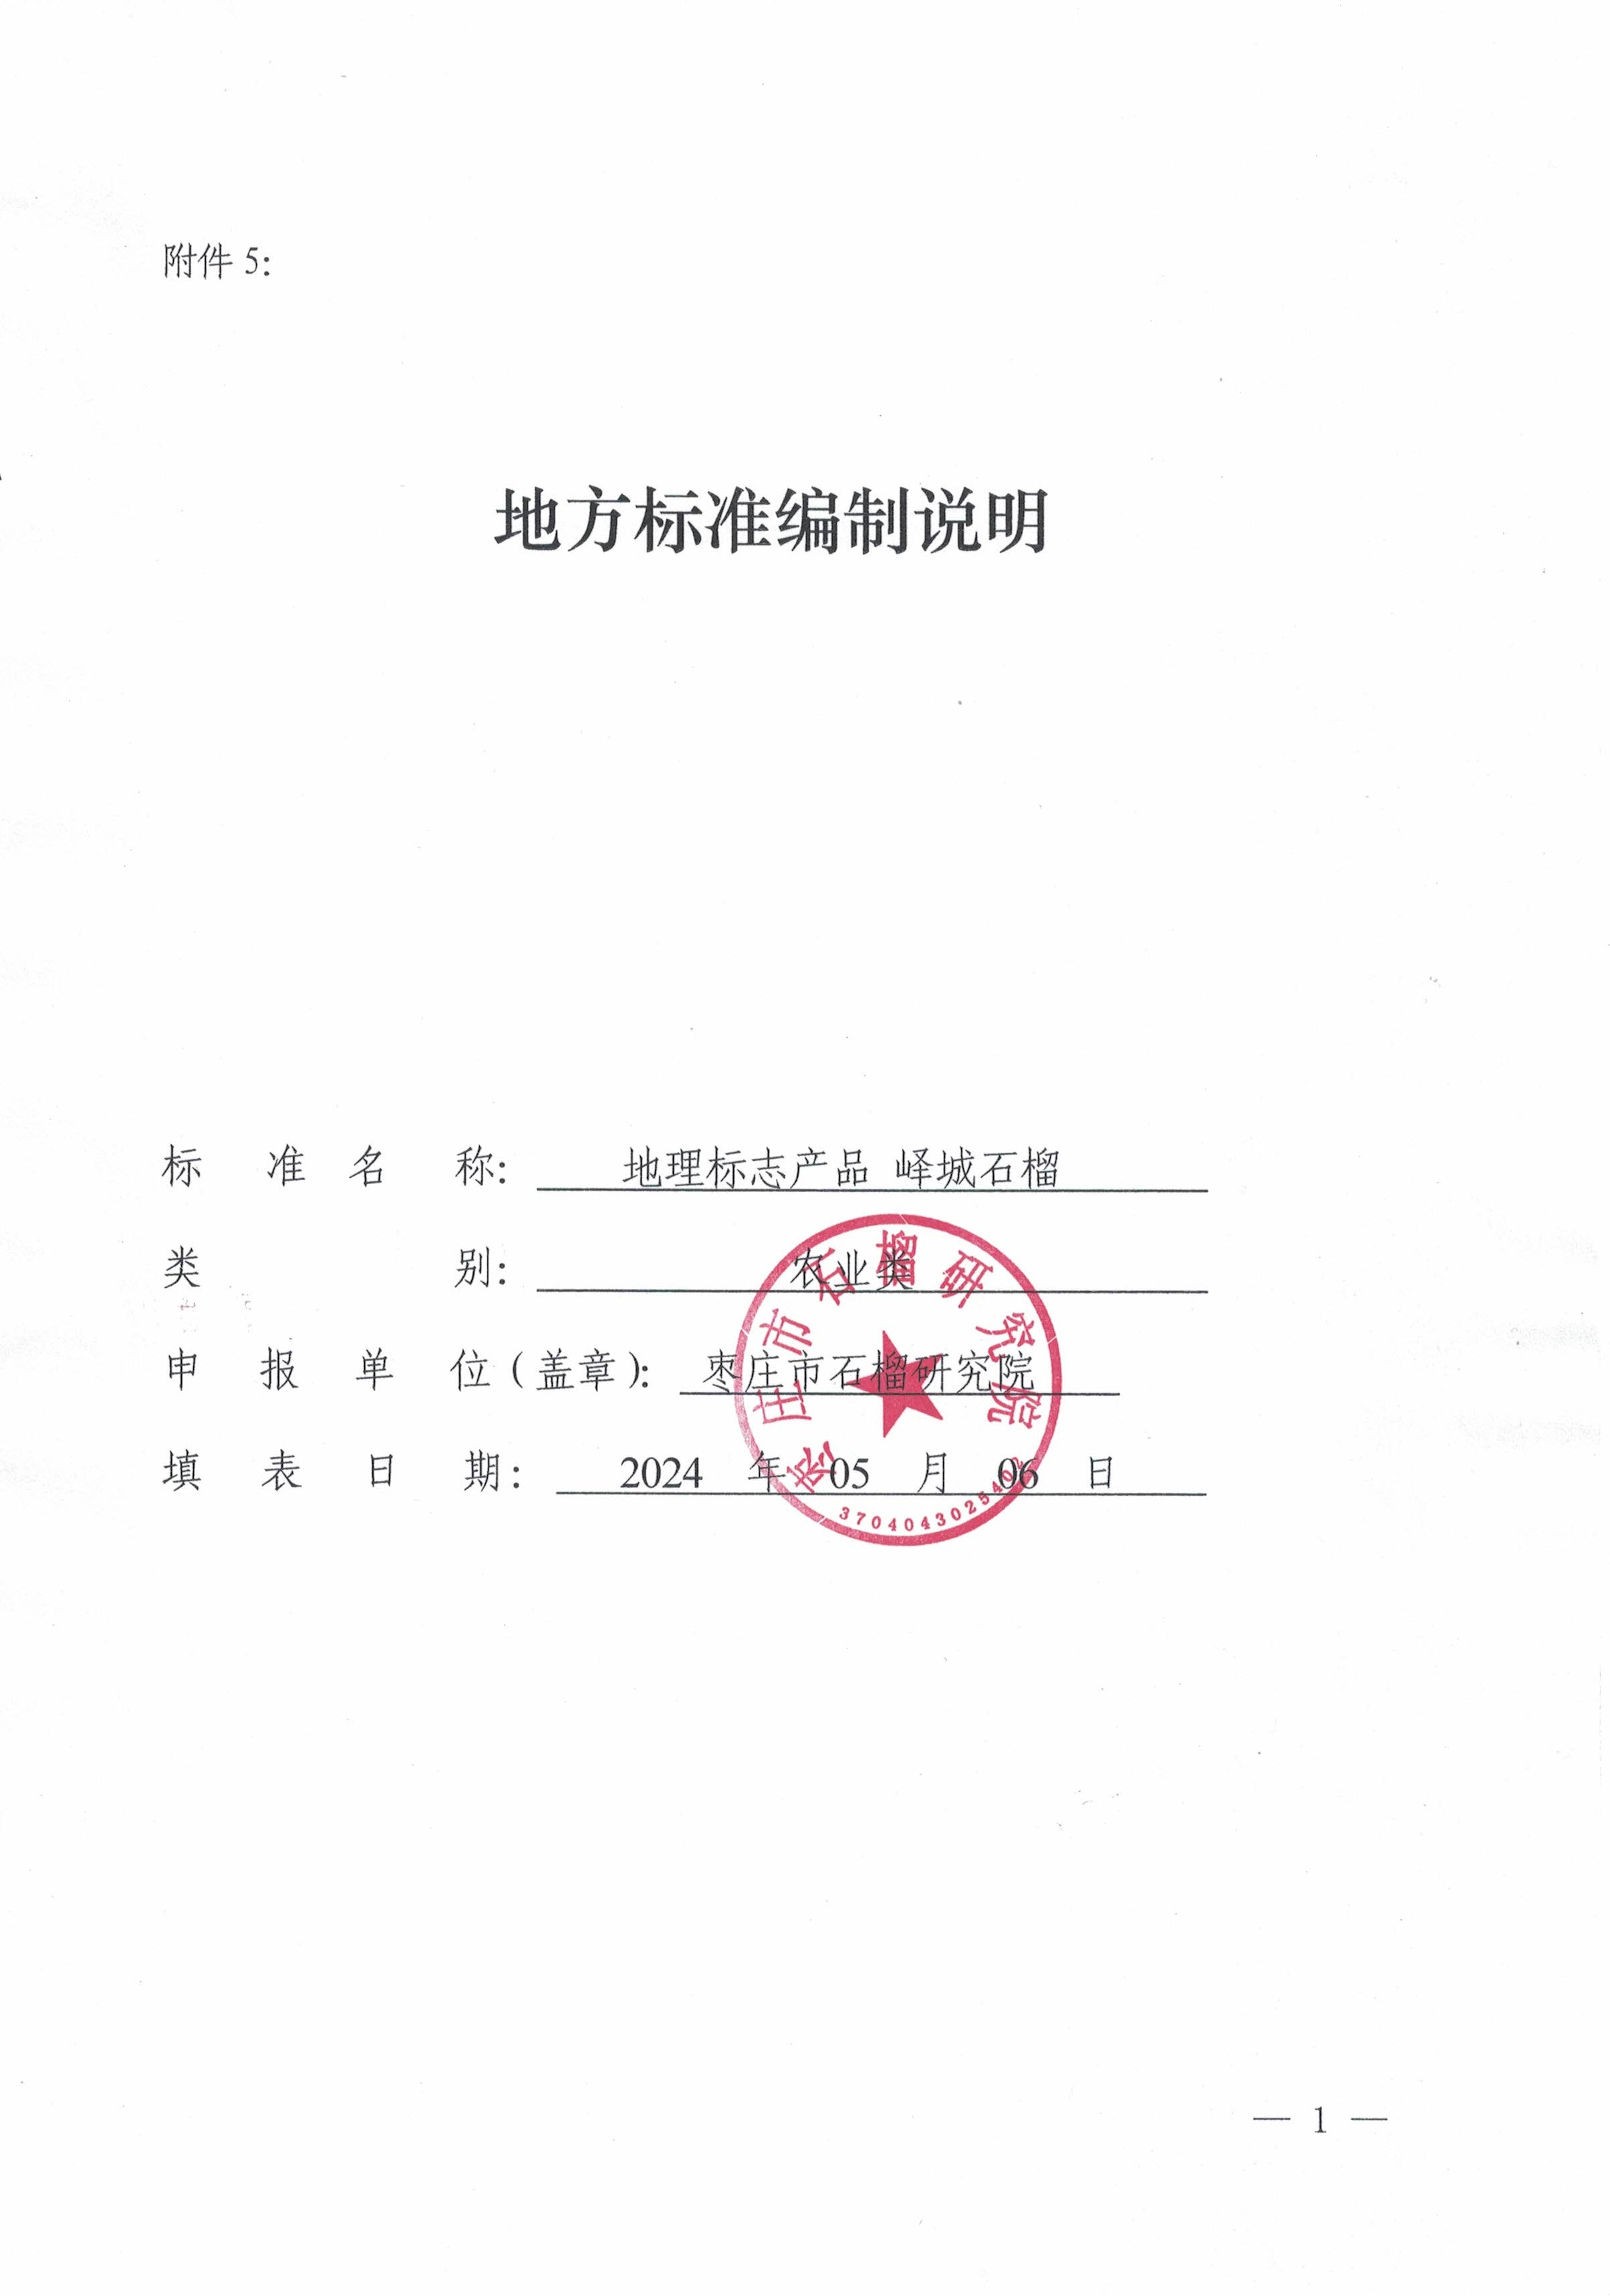 附件 5:
地方标准编制说明
标 准 名 称: 地理标志产品 峄城石榴
类 别: 农业类
申 报 单 位（盖章）: 枣庄市石榴研究院
填 表 日 期: 2024 年 05 月 06 日
枣庄市石榴研究院
3704043025402
— 1 —